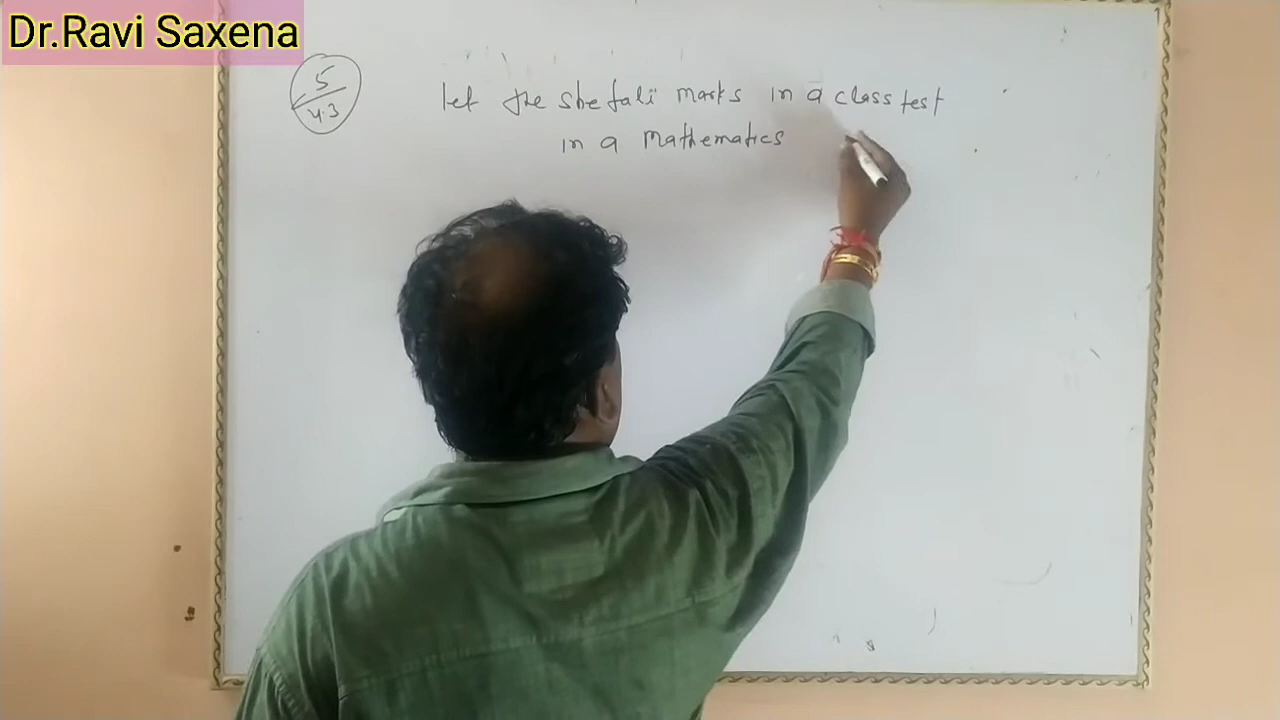 Dr.Ravi Saxena
5
4.3
let the shefali marks in a class test
in a Mathematics